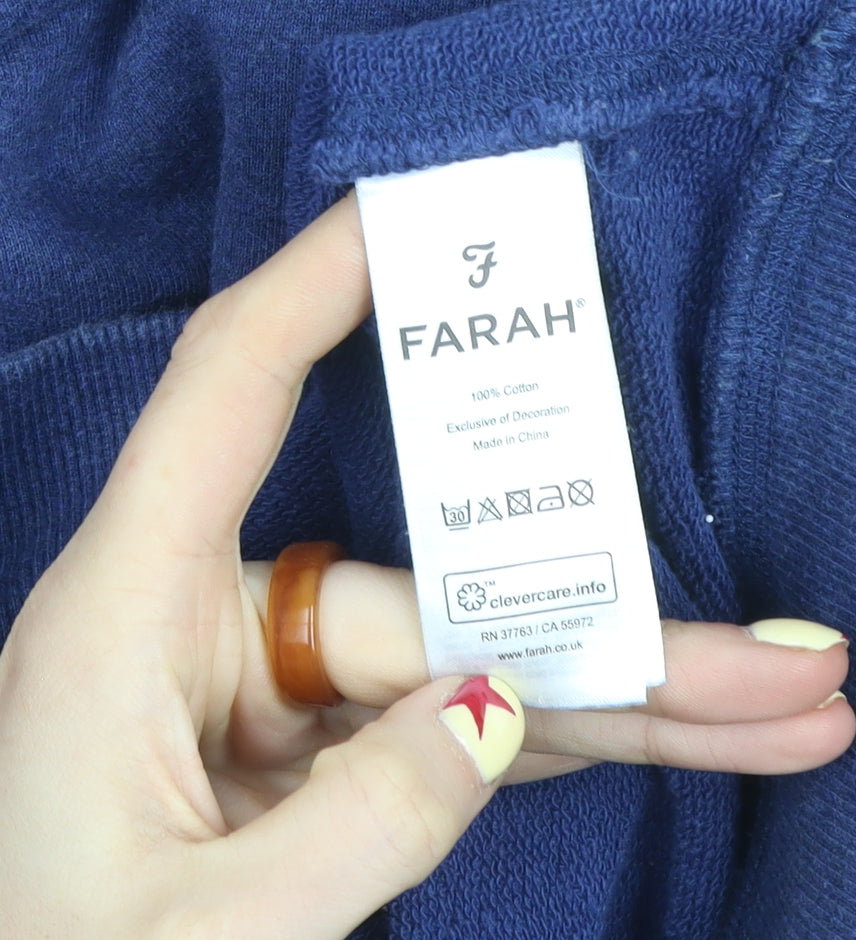 F
FARAH®
100% Cotton
Exclusive of Decoration
Made in China
30
™
clevercare.info
RN 37763 / CA 55972
www.farah.co.uk